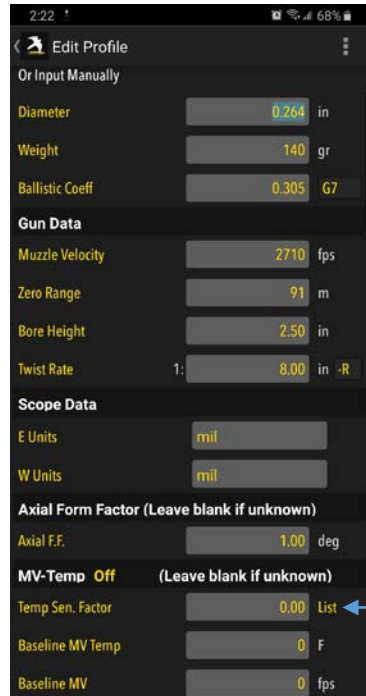 2:22 68%
Edit Profile
Or Input Manually
Diameter 0.264 in
Weight 140 gr
Ballistic Coeff 0.305 G7
Gun Data
Muzzle Velocity 2710 fps
Zero Range 91 m
Bore Height 2.50 in
Twist Rate 1: 8.00 in -R
Scope Data
E Units mil
W Units mil
Axial Form Factor (Leave blank if unknown)
Axial F.F. 1.00 deg
MV-Temp Off (Leave blank if unknown)
Temp Sen. Factor 0.00 List
Baseline MV Temp 0 F
Baseline MV 0 fps